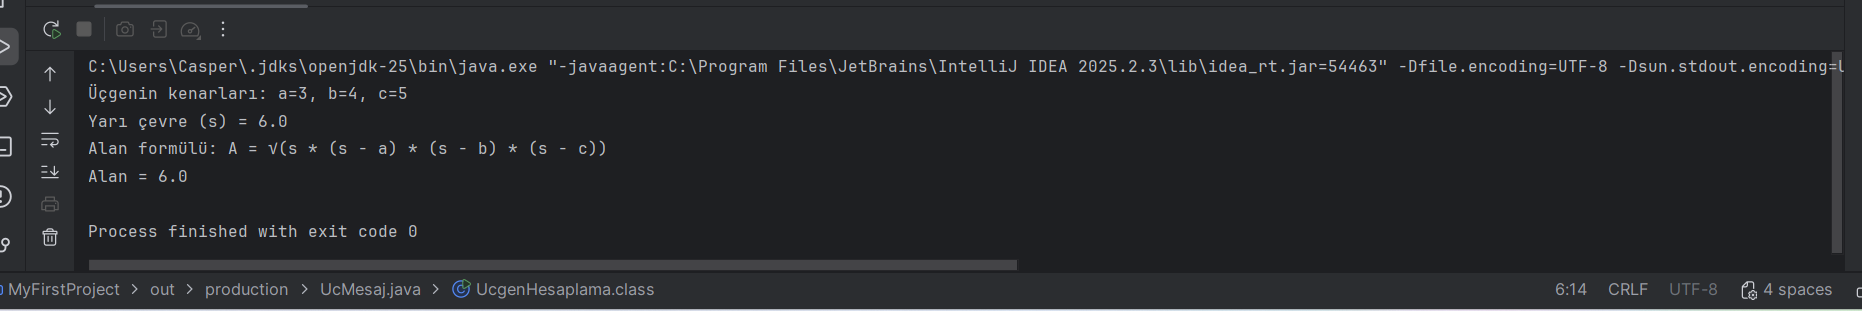 C:\Users\Casper\.jdks\openjdk-25\bin\java.exe "-javaagent:C:\Program Files\JetBrains\IntelliJ IDEA 2025.2.3\lib\idea_rt.jar=54463" -Dfile.encoding=UTF-8 -Dsun.stdout.encoding=
Üçgenin kenarları: a=3, b=4, c=5
Yarı çevre (s) = 6.0
Alan formülü: A = √(s * (s - a) * (s - b) * (s - c))
Alan = 6.0
Process finished with exit code 0
MyFirstProject > out > production > UcMesaj.java > UcgenHesaplama.class 6:14 CRLF UTF-8 4 spaces